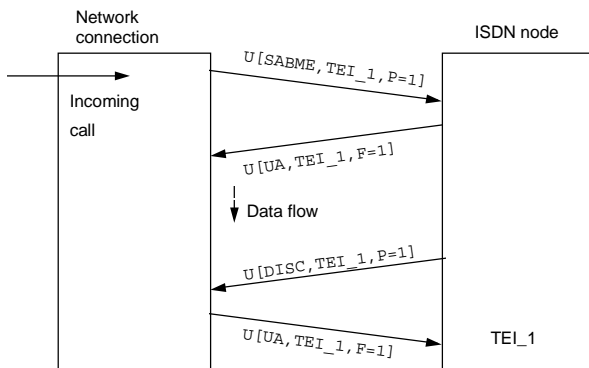 Network
connection
ISDN node
U[SABME,TEI_1,P=1]
Incoming
call
U[UA,TEI_1,F=1]
Data flow
U[DISC,TEI_1,P=1]
U[UA,TEI_1,F=1]
TEI_1